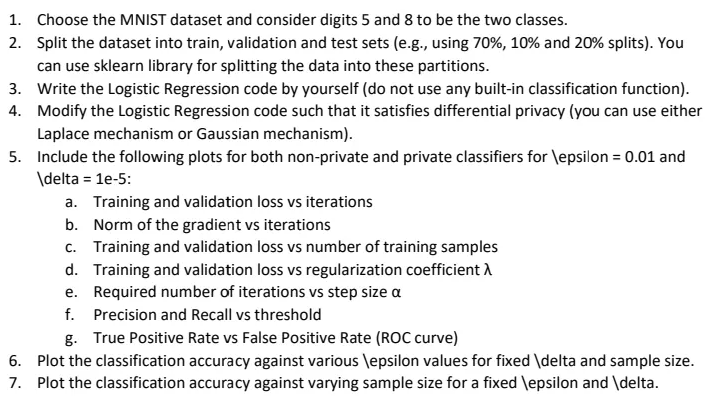 1. Choose the MNIST dataset and consider digits 5 and 8 to be the two classes.
2. Split the dataset into train, validation and test sets (e.g., using 70%, 10% and 20% splits). You
can use sklearn library for splitting the data into these partitions.
3. Write the Logistic Regression code by yourself (do not use any built-in classification function).
4. Modify the Logistic Regression code such that it satisfies differential privacy (you can use either
Laplace mechanism or Gaussian mechanism).
5. Include the following plots for both non-private and private classifiers for \epsilon = 0.01 and
\delta = 1e-5:
a. Training and validation loss vs iterations
b. Norm of the gradient vs iterations
c. Training and validation loss vs number of training samples
d. Training and validation loss vs regularization coefficient λ
e. Required number of iterations vs step size α
f. Precision and Recall vs threshold
g. True Positive Rate vs False Positive Rate (ROC curve)
6. Plot the classification accuracy against various \epsilon values for fixed \delta and sample size.
7. Plot the classification accuracy against varying sample size for a fixed \epsilon and \delta.